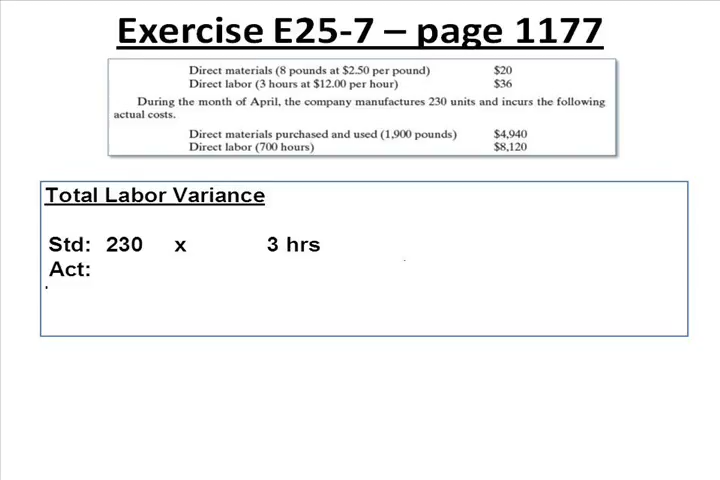 Exercise E25-7 – page 1177
Direct materials (8 pounds at $2.50 per pound) $20
Direct labor (3 hours at $12.00 per hour) $36
During the month of April, the company manufactures 230 units and incurs the following
actual costs.
Direct materials purchased and used (1,900 pounds) $4,940
Direct labor (700 hours) $8,120
Total Labor Variance
Std: 230 x 3 hrs
Act: